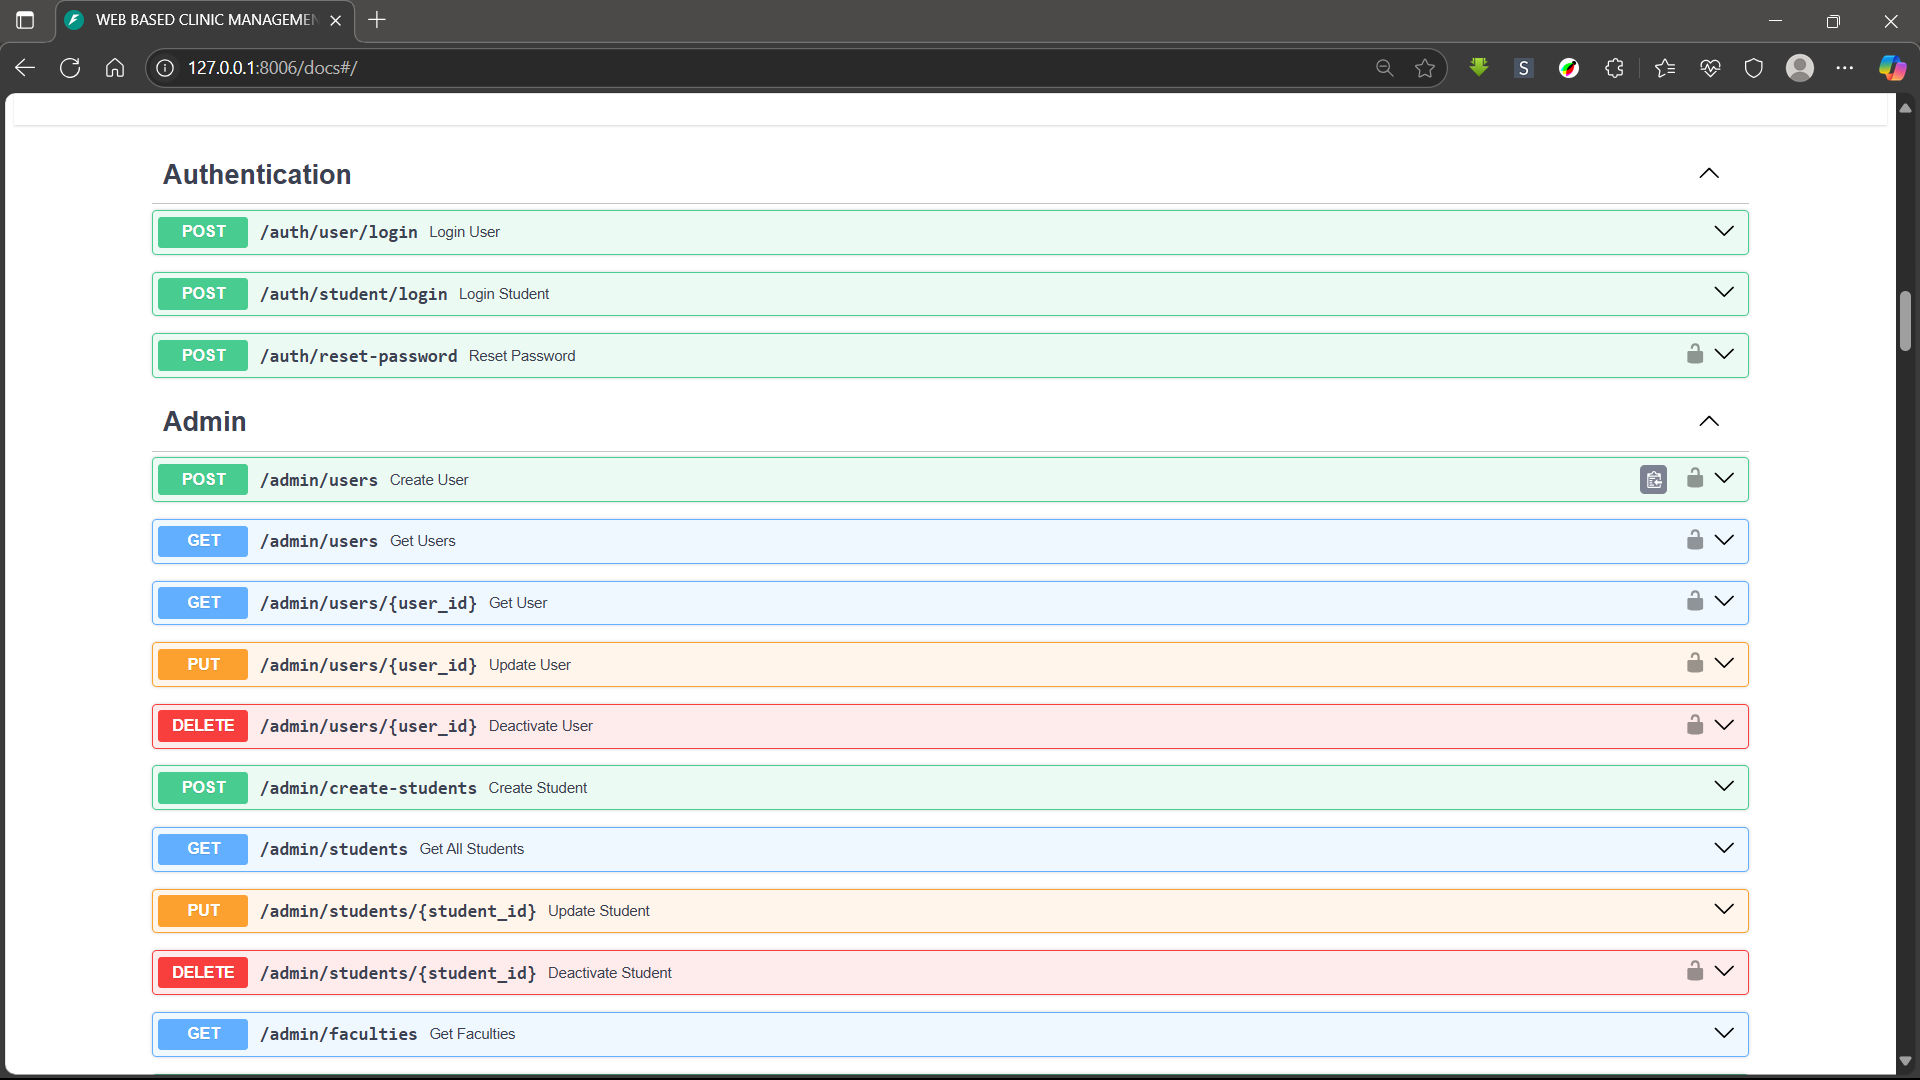 WEB BASED CLINIC MANAGEMEN
127.0.0.1:8006/docs#/
S
Authentication
POST /auth/user/login Login User
POST /auth/student/login Login Student
POST /auth/reset-password Reset Password
Admin
POST /admin/users Create User
GET /admin/users Get Users
GET /admin/users/{user_id} Get User
PUT /admin/users/{user_id} Update User
DELETE /admin/users/{user_id} Deactivate User
POST /admin/create-students Create Student
GET /admin/students Get All Students
PUT /admin/students/{student_id} Update Student
DELETE /admin/students/{student_id} Deactivate Student
GET /admin/faculties Get Faculties